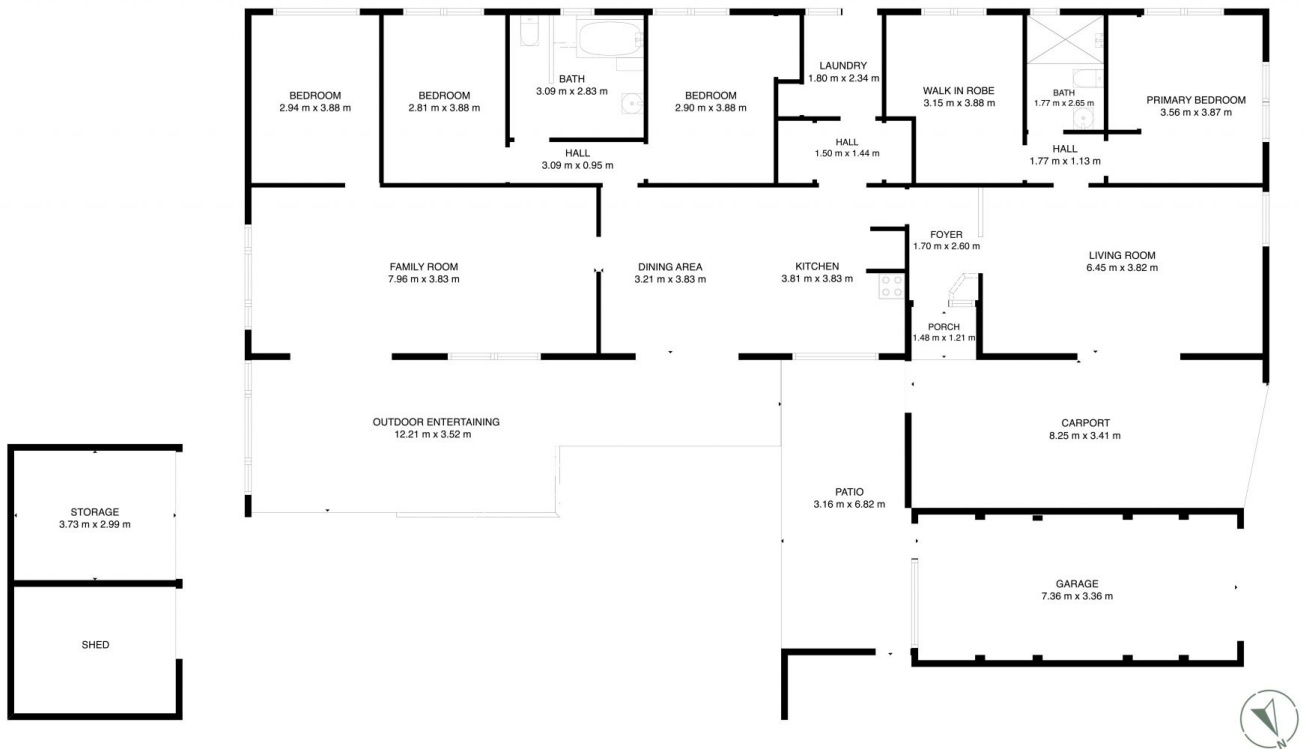 BEDROOM
2.94 m x 3.88 m
BEDROOM
2.81 m x 3.88 m
BATH
3.09 m x 2.83 m
BEDROOM
2.90 m x 3.88 m
LAUNDRY
1.80 m x 2.34 m
WALK IN ROBE
3.15 m x 3.88 m
BATH
1.77 m x 2.65 m
PRIMARY BEDROOM
3.56 m x 3.87 m
HALL
3.09 m x 0.95 m
HALL
1.50 m x 1.44 m
HALL
1.77 m x 1.13 m
FAMILY ROOM
7.96 m x 3.83 m
DINING AREA
3.21 m x 3.83 m
KITCHEN
3.81 m x 3.83 m
FOYER
1.70 m x 2.60 m
LIVING ROOM
6.45 m x 3.82 m
PORCH
1.48 m x 1.21 m
OUTDOOR ENTERTAINING
12.21 m x 3.52 m
CARPORT
8.25 m x 3.41 m
STORAGE
3.73 m x 2.99 m
PATIO
3.16 m x 6.82 m
GARAGE
7.36 m x 3.36 m
SHED
N